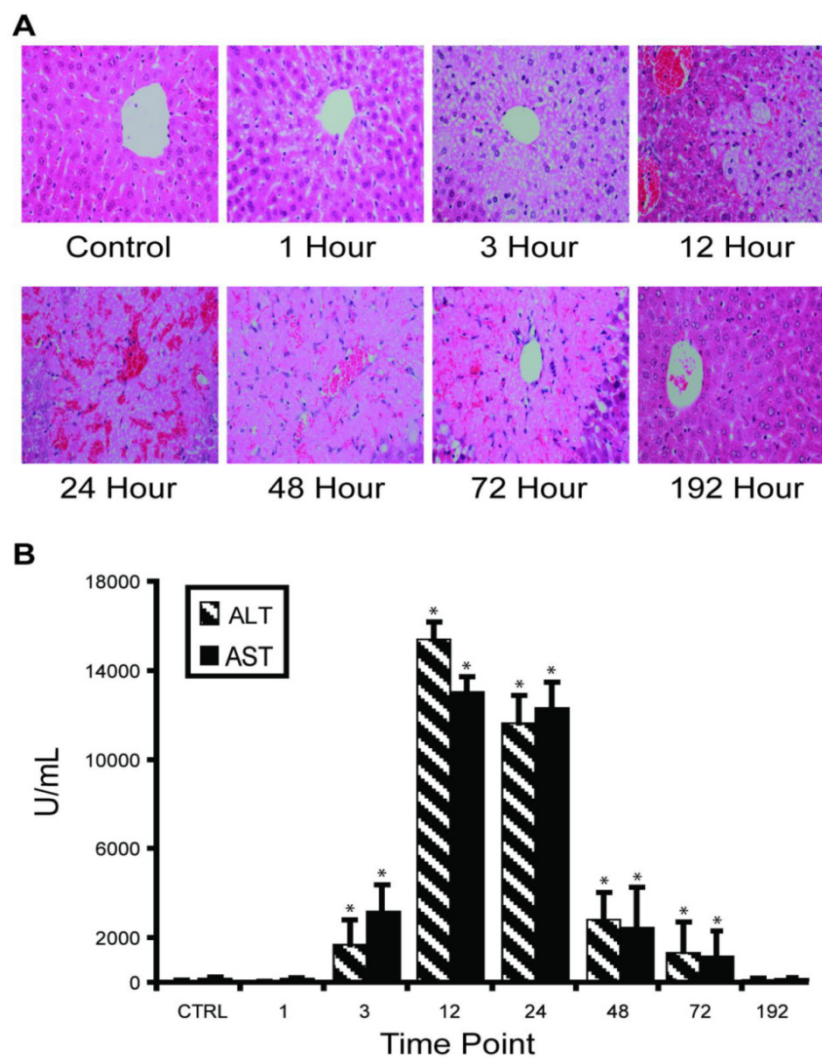 A
Control 1 Hour 3 Hour 12 Hour
24 Hour 48 Hour 72 Hour 192 Hour
B
18000
14000
10000
6000
2000
0
U/mL
ALT
AST
* * * * * * * * * *
CTRL 1 3 12 24 48 72 192
Time Point